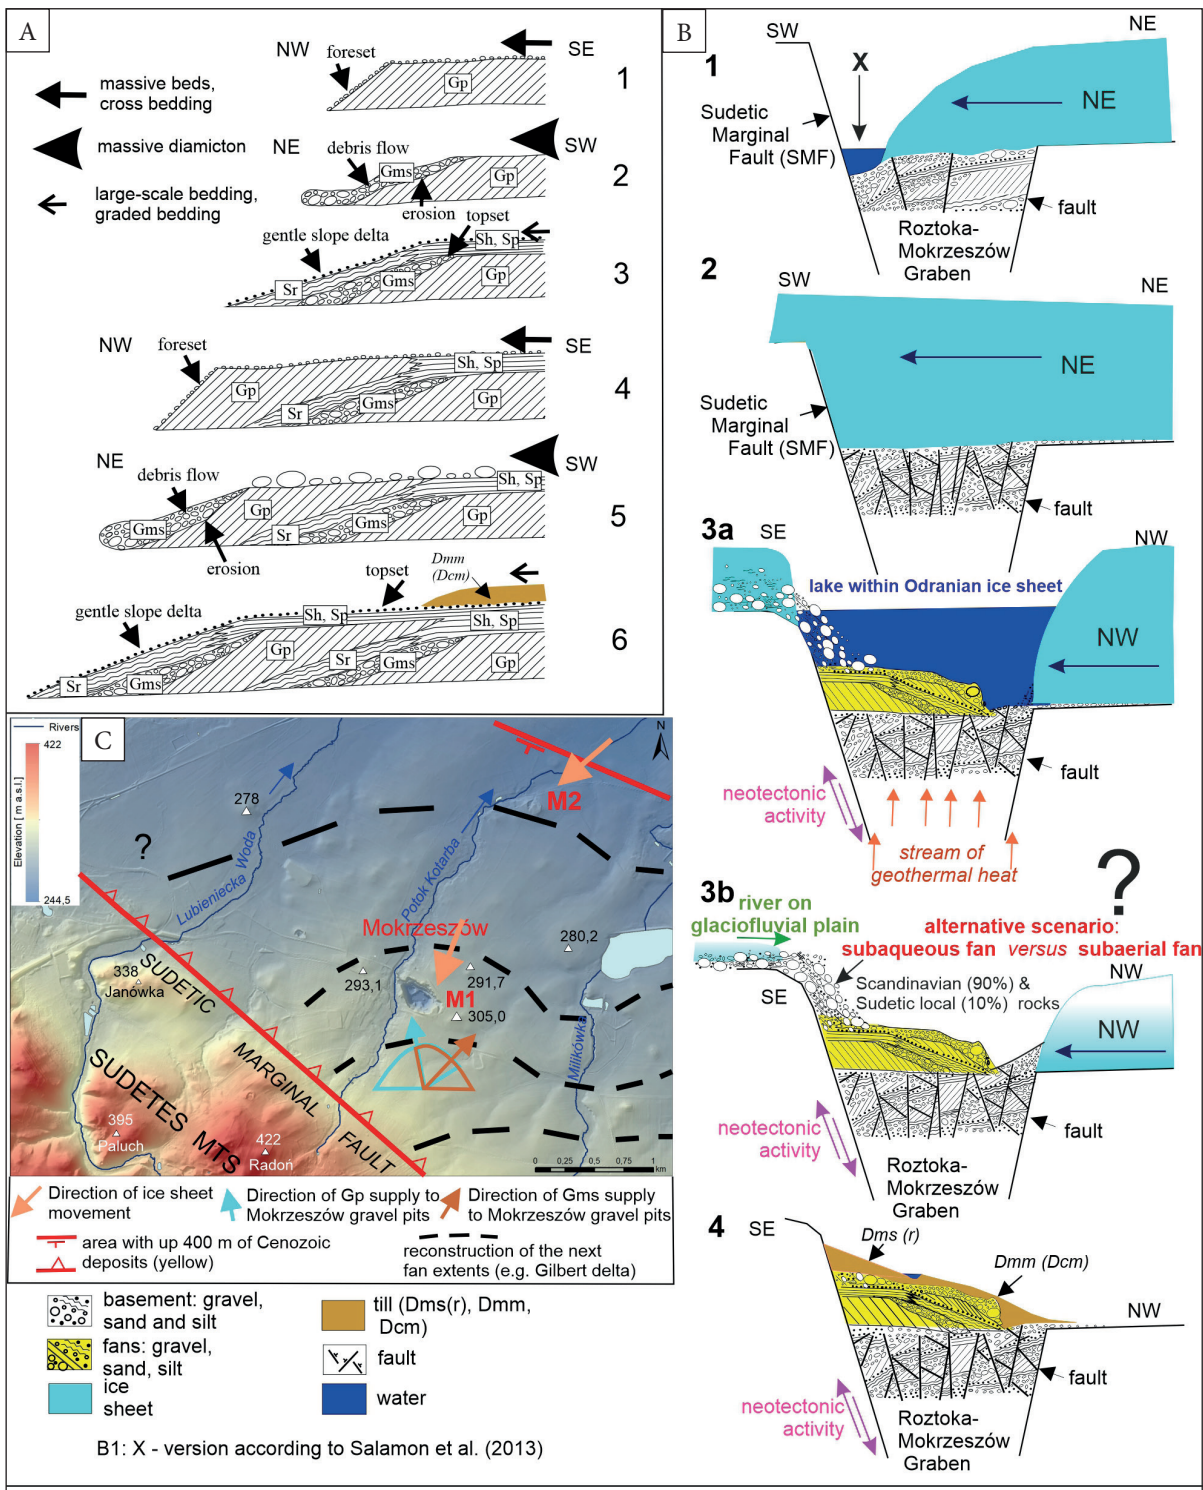 A
NW
foreset
SE
Gp
1
massive beds,
cross bedding
massive diamicton
large-scale bedding,
graded bedding
NE
debris flow
SW
Gms
Gp
2
erosion
topset
gentle slope delta
Sh, Sp
Gms
Gp
Sr
3
NW
foreset
SE
Sh, Sp
Gp
Gms
Gp
Sr
4
NE
debris flow
SW
Sh, Sp
Gms
Gp
Gms
Gp
Sr
5
erosion
Dmm
(Dcm)
topset
gentle slope delta
Sh, Sp
Sh, Sp
Gp
Sr
Gms
Gp
Sr
Gms
6
B
1
SW
NE
X
NE
Sudetic
Marginal
Fault (SMF)
fault
Roztoka-
Mokrzeszów
Graben
2
SW
NE
NE
Sudetic
Marginal
Fault (SMF)
fault
3a
SE
NW
lake within Odranian ice sheet
NW
fault
neotectonic
activity
stream of
geothermal heat
?
3b
river on
glaciofluvial plain
alternative scenario:
subaqueous fan versus subaerial fan
SE
Scandinavian (90%) &
Sudetic local (10%) rocks
NW
NW
fault
neotectonic
activity
Roztoka-
Mokrzeszów
Graben
4
SE
Dms (r)
Dmm (Dcm)
NW
fault
neotectonic
activity
Roztoka-
Mokrzeszów
Graben
C
Rivers
422
Elevation [ m a.s.l.]
244,5
N
278
?
Lubieniecka Woda
Potok Kotarba
M2
Mokrzeszów
280,2
293,1
291,7
M1
305,0
Milikówka
338
Janówka
SUDETIC
MARGINAL
FAULT
SUDETES
MTS
395
Paluch
422
Radoń
0 0,25 0,5 1
km
Direction of ice sheet
movement
Direction of Gp supply to
Mokrzeszów gravel pits
Direction of Gms supply
to Mokrzeszów gravel pits
area with up 400 m of Cenozoic
deposits (yellow)
reconstruction of the next
fan extents (e.g. Gilbert delta)
basement: gravel,
sand and silt
fans: gravel,
sand, silt
ice
sheet
till (Dms(r), Dmm,
Dcm)
fault
water
B1: X - version according to Salamon et al. (2013)